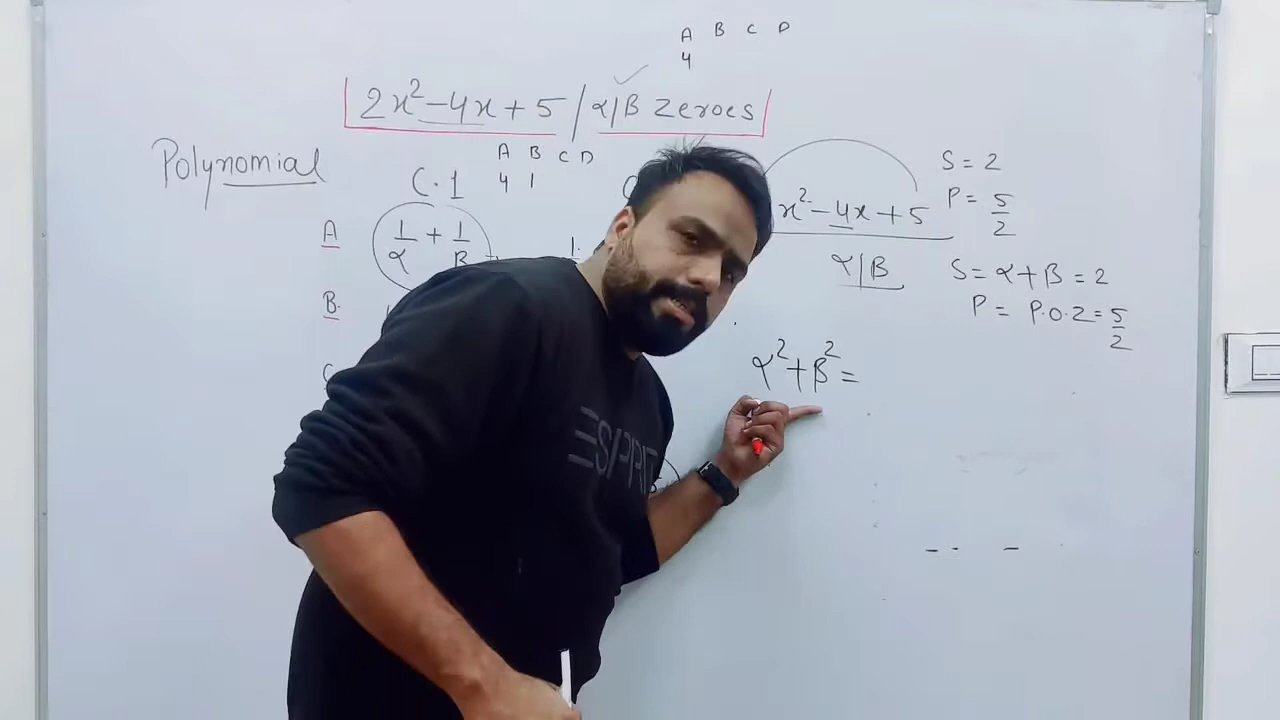 A B C D
4
2x² - 4x + 5 / α/β zeroes
Polynomial
A B C D
4 1
C.1
A
1/α + 1/β
B.
C
x² - 4x + 5
α/β
S = 2
P = 5/2
S = α + β = 2
P = P.O.Z = 5/2
α² + β² =